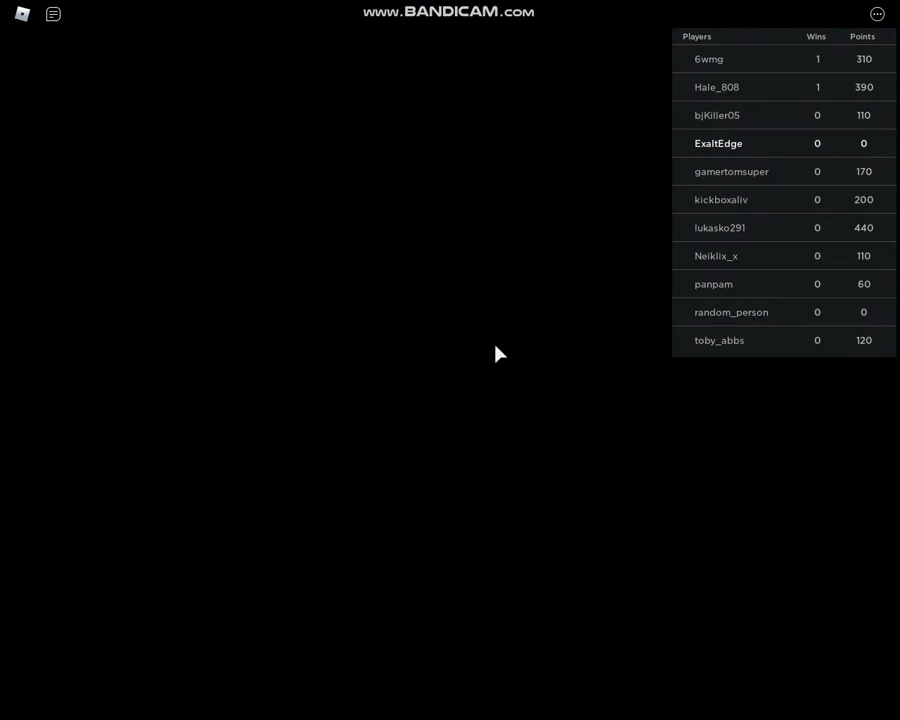 www.BANDICAM.com
Players Wins Points
6wmg 1 310
Hale_808 1 390
bjKiller05 0 110
ExaltEdge 0 0
gamertomsuper 0 170
kickboxaliv 0 200
lukasko291 0 440
Neiklix_x 0 110
panpam 0 60
random_person 0 0
toby_abbs 0 120